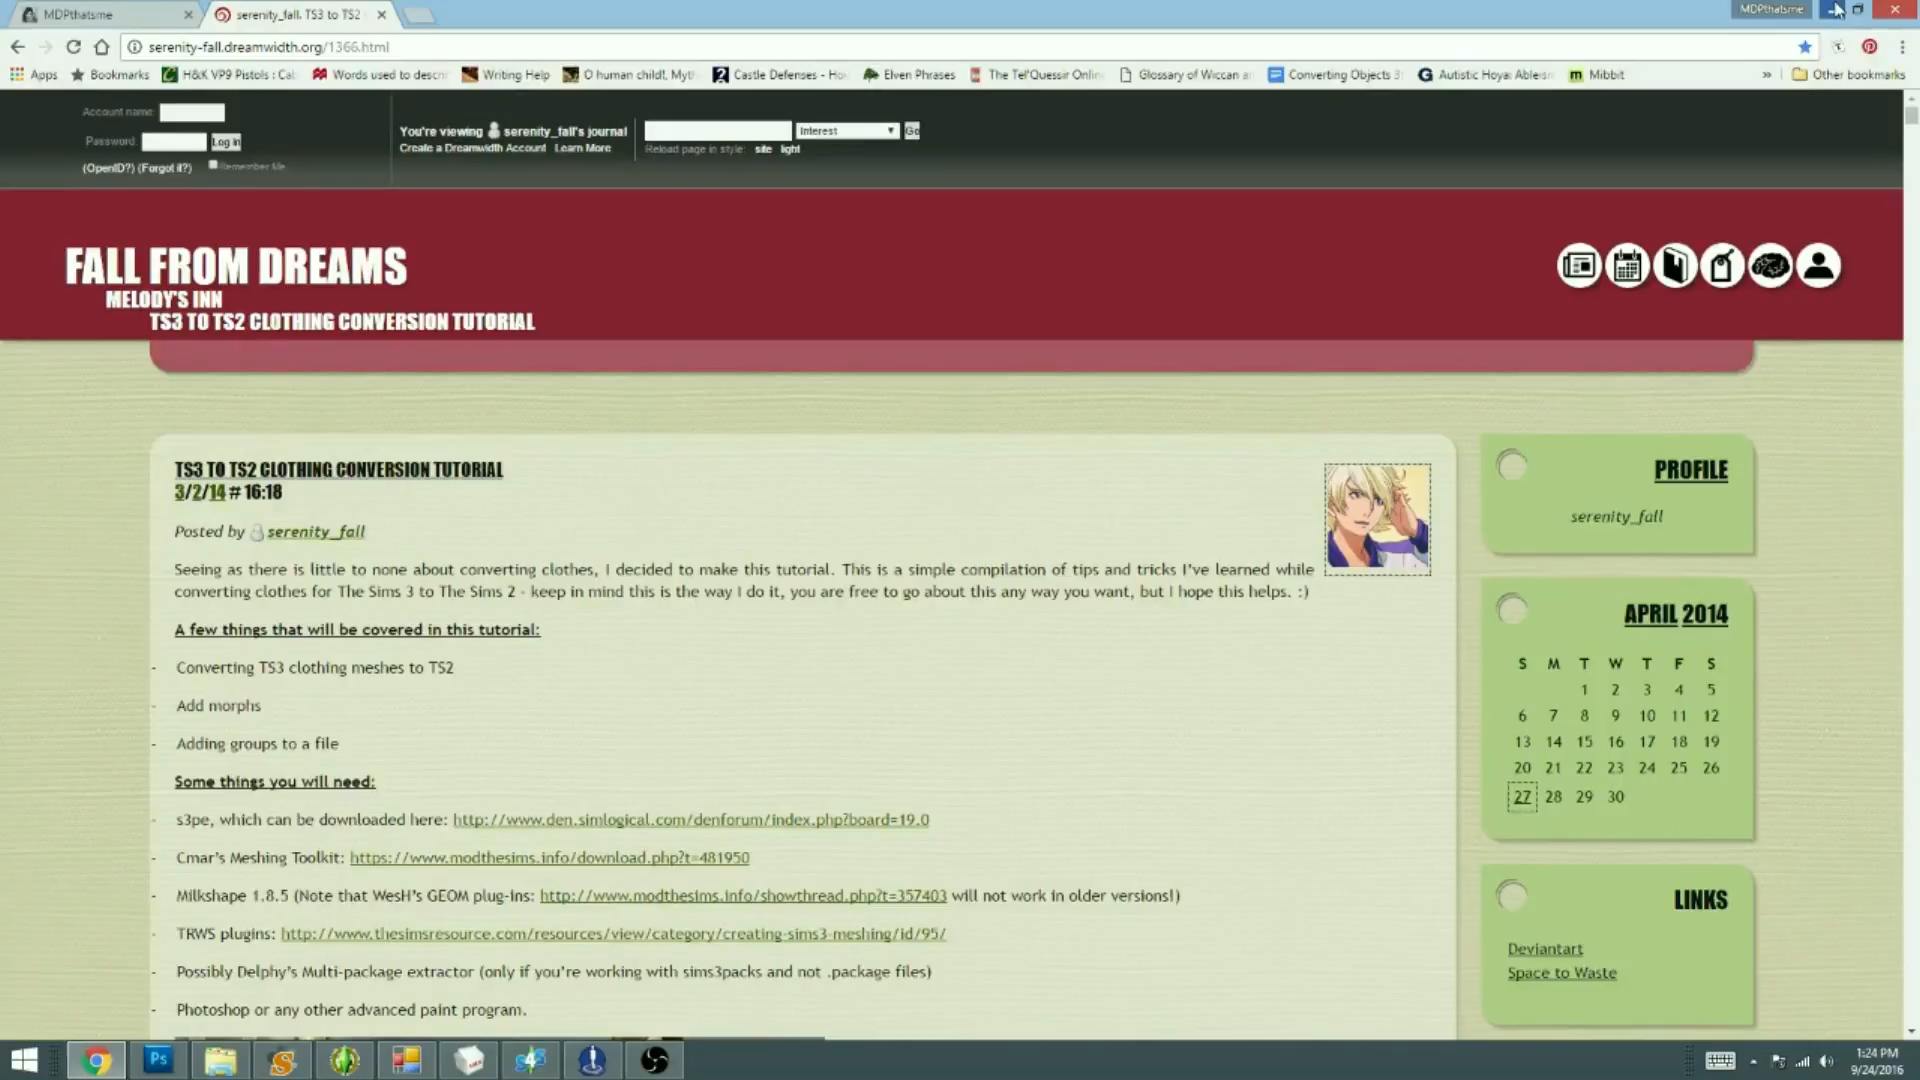 MDPthatsme
serenity_fall. TS3 to TS2
MDPthatsme
serenity-fall.dreamwidth.org/1366.html
Apps
Bookmarks
H&K VP9 Pistols : Ca
Words used to descr
Writing Help
O human child!, Myt
Castle Defenses - Ho
Elven Phrases
The Tel'Quessir Onlin
Glossary of Wiccan a
Converting Objects 3
Autistic Hoya: Ableis
Mibbit
»
Other bookmarks
Account name:
Password:
Log in
(OpenID?) (Forgot it?)
Remember Me
You're viewing serenity_fall's journal
Create a Dreamwidth Account Learn More
Interest
Go
Reload page in style: site light
FALL FROM DREAMS
MELODY'S INN
TS3 TO TS2 CLOTHING CONVERSION TUTORIAL
TS3 TO TS2 CLOTHING CONVERSION TUTORIAL
3/2/14 # 16:18
Posted by serenity_fall
Seeing as there is little to none about converting clothes, I decided to make this tutorial. This is a simple compilation of tips and tricks I've learned while
converting clothes for The Sims 3 to The Sims 2 - keep in mind this is the way I do it, you are free to go about this any way you want, but I hope this helps. :)
A few things that will be covered in this tutorial:
- Converting TS3 clothing meshes to TS2
- Add morphs
- Adding groups to a file
Some things you will need:
- s3pe, which can be downloaded here: http://www.den.simlogical.com/denforum/index.php?board=19.0
- Cmar's Meshing Toolkit: https://www.modthesims.info/download.php?t=481950
- Milkshape 1.8.5 (Note that WesH's GEOM plug-ins: http://www.modthesims.info/showthread.php?t=357403 will not work in older versions!)
- TRWS plugins: http://www.thesimsresource.com/resources/view/category/creating-sims3-meshing/id/95/
- Possibly Delphy's Multi-package extractor (only if you're working with sims3packs and not .package files)
- Photoshop or any other advanced paint program.
PROFILE
serenity_fall
APRIL 2014
S M T W T F S
1 2 3 4 5
6 7 8 9 10 11 12
13 14 15 16 17 18 19
20 21 22 23 24 25 26
27 28 29 30
LINKS
Deviantart
Space to Waste
Ps
1:24 PM
9/24/2016